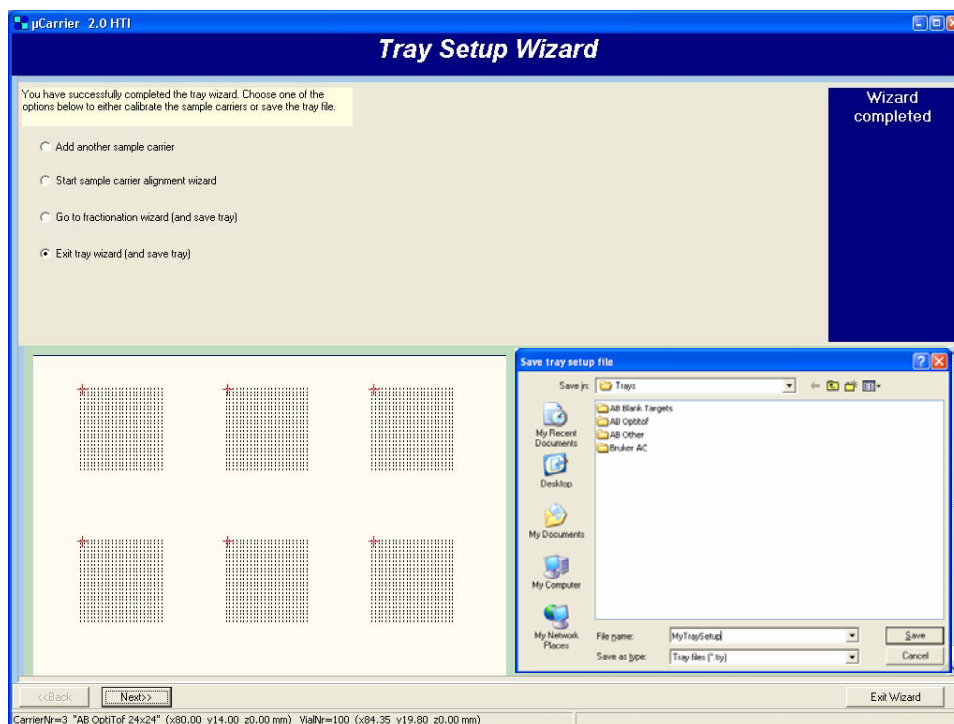 µCarrier 2.0 HTI
Tray Setup Wizard
You have successfully completed the tray wizard. Choose one of the
options below to either calibrate the sample carriers or save the tray file.
Wizard
completed
Add another sample carrier
Start sample carrier alignment wizard
Go to fractionation wizard (and save tray)
Exit tray wizard (and save tray)
Save tray setup file
Save in:
Trays
AB Blank Targets
AB Optitof
AB Other
Bruker AC
My Recent
Documents
Desktop
My Documents
My Computer
My Network
Places
File name:
MyTraySetup
Save
Save as type:
Tray files (*.try)
Cancel
<<Back
Next>>
Exit Wizard
CarrierNr=3 "AB OptiTof 24x24" (x80.00 y14.00 z0.00 mm) VialNr=100 (x84.35 y19.80 z0.00 mm)